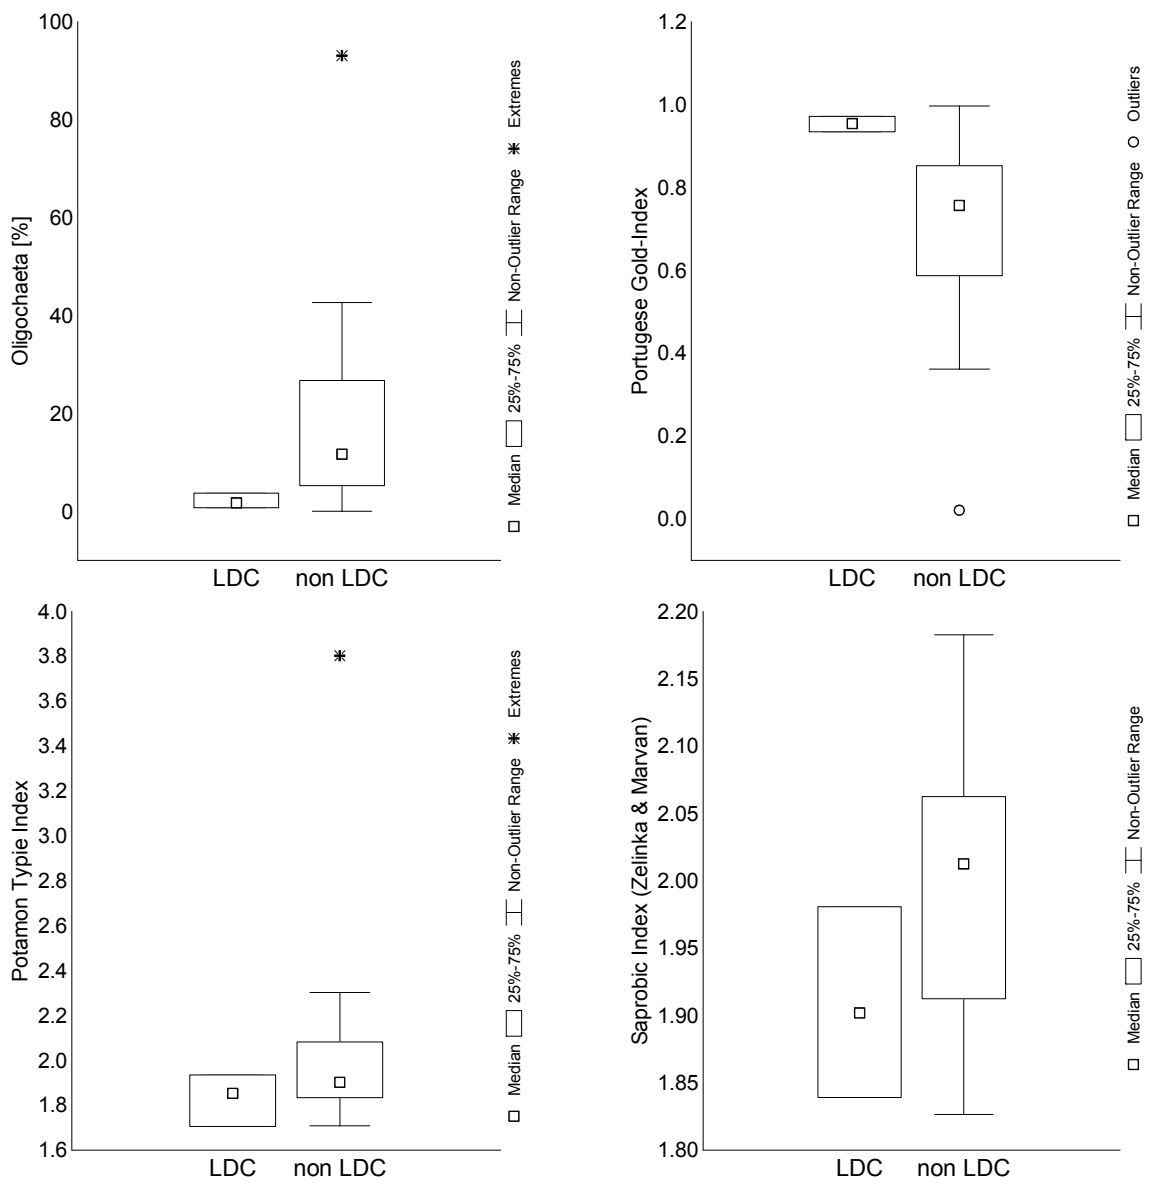 100
80
60
40
20
0
Oligochaeta [%]
LDC non LDC
Median 25%-75% Non-Outlier Range Extremes
1.2
1.0
0.8
0.6
0.4
0.2
0.0
Portugese Gold-Index
LDC non LDC
Median 25%-75% Non-Outlier Range Outliers
4.0
3.8
3.6
3.4
3.2
3.0
2.8
2.6
2.4
2.2
2.0
1.8
1.6
Potamon Typie Index
LDC non LDC
Median 25%-75% Non-Outlier Range Extremes
2.20
2.15
2.10
2.05
2.00
1.95
1.90
1.85
1.80
Saprobic Index (Zelinka & Marvan)
LDC non LDC
Median 25%-75% Non-Outlier Range